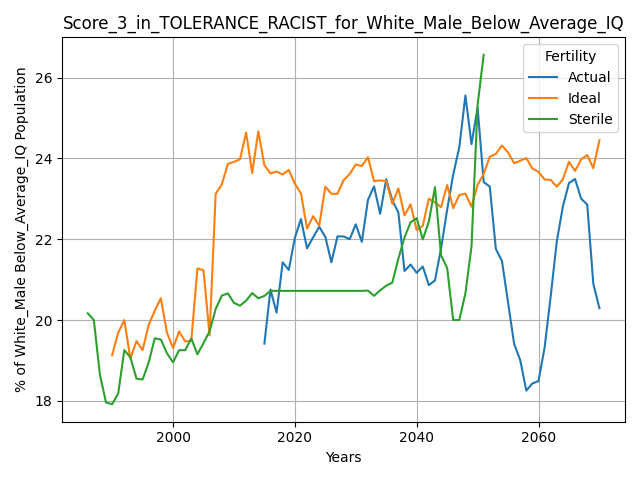 Score_3_in_TOLERANCE_RACIST_for_White_Male_Below_Average_IQ
% of White_Male Below_Average_IQ Population
26
24
22
20
18
Fertility
Actual
Ideal
Sterile
2000
2020
2040
2060
Years